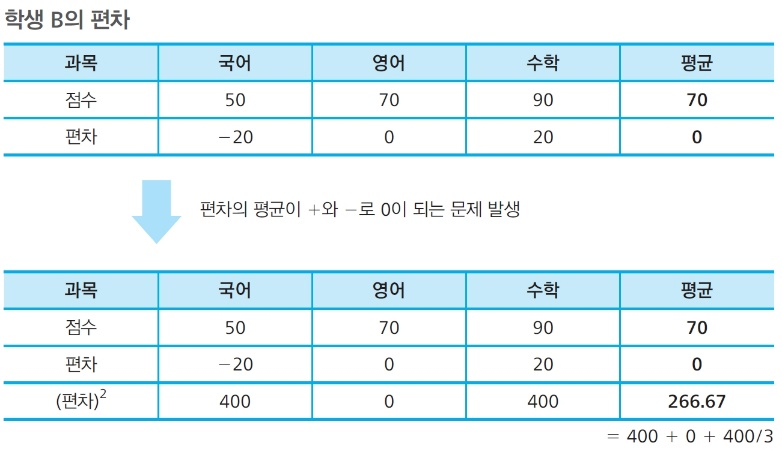 학생 B의 편차
과목 국어 영어 수학 평균
점수 50 70 90 70
편차 −20 0 20 0
편차의 평균이 +와 −로 0이 되는 문제 발생
과목 국어 영어 수학 평균
점수 50 70 90 70
편차 −20 0 20 0
(편차)² 400 0 400 266.67
= 400 + 0 + 400/3